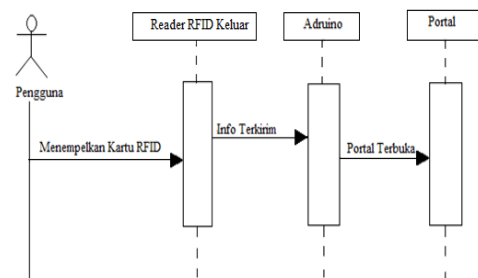 Reader RFID Keluar
Adruino
Portal
Pengguna
Info Terkirim
Menempelkan Kartu RFID
Portal Terbuka